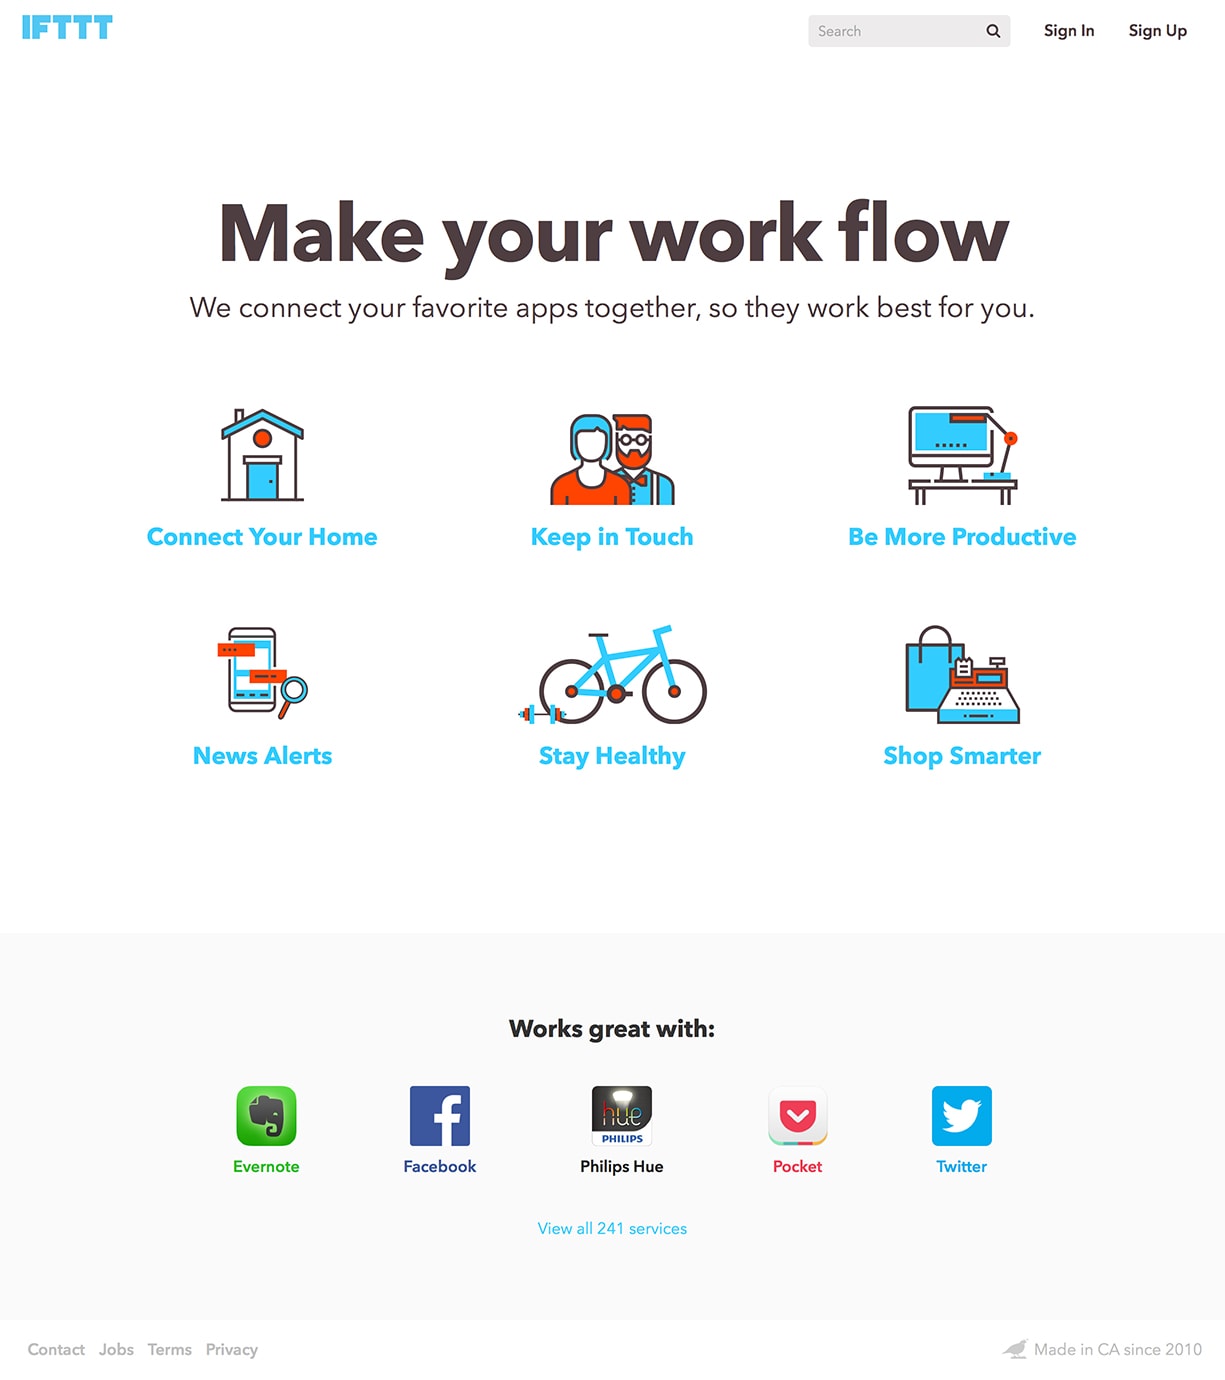 IFTTT
Search
Sign In
Sign Up
Make your work flow
We connect your favorite apps together, so they work best for you.
Connect Your Home
Keep in Touch
Be More Productive
News Alerts
Stay Healthy
Shop Smarter
Works great with:
hue
PHILIPS
Evernote
Facebook
Philips Hue
Pocket
Twitter
View all 241 services
Contact Jobs Terms Privacy
Made in CA since 2010